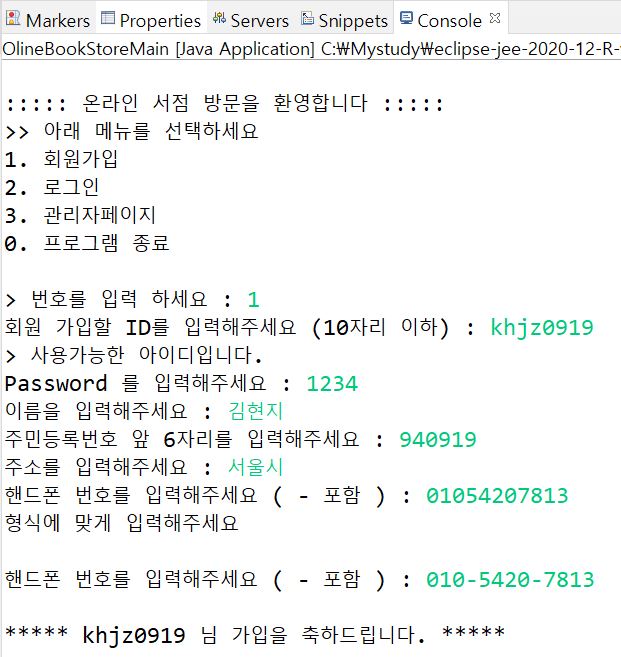 Markers Properties Servers Snippets Console
OlineBookStoreMain [Java Application] C:\Mystudy\eclipse-jee-2020-12-R-
::::: 온라인 서점 방문을 환영합니다 :::::
>> 아래 메뉴를 선택하세요
1. 회원가입
2. 로그인
3. 관리자페이지
0. 프로그램 종료
> 번호를 입력 하세요 : 1
회원 가입할 ID를 입력해주세요 (10자리 이하) : khjz0919
> 사용가능한 아이디입니다.
Password 를 입력해주세요 : 1234
이름을 입력해주세요 : 김현지
주민등록번호 앞 6자리를 입력해주세요 : 940919
주소를 입력해주세요 : 서울시
핸드폰 번호를 입력해주세요 ( - 포함 ) : 01054207813
형식에 맞게 입력해주세요
핸드폰 번호를 입력해주세요 ( - 포함 ) : 010-5420-7813
***** khjz0919 님 가입을 축하드립니다. *****